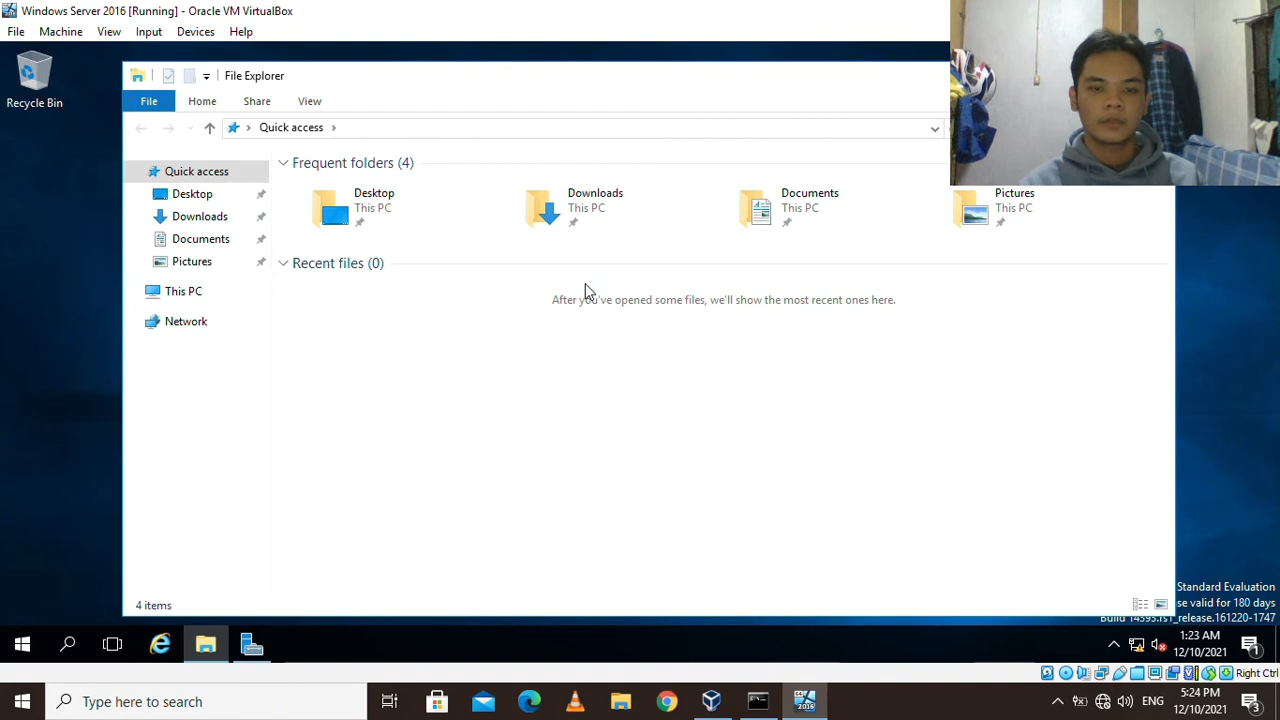 Windows Server 2016 [Running] - Oracle VM VirtualBox
File Machine View Input Devices Help
Recycle Bin
File Explorer
File Home Share View
Quick access
Quick access
Desktop
Downloads
Documents
Pictures
This PC
Network
Frequent folders (4)
Desktop
This PC
Downloads
This PC
Documents
This PC
Pictures
This PC
Recent files (0)
After you've opened some files, we'll show the most recent ones here.
4 items
Standard Evaluation
se valid for 180 days
Build 14393.rs1_release.161220-1747
1:23 AM
12/10/2021
1
Right Ctrl
Type here to search
2016
ENG
5:24 PM
12/10/2021
3